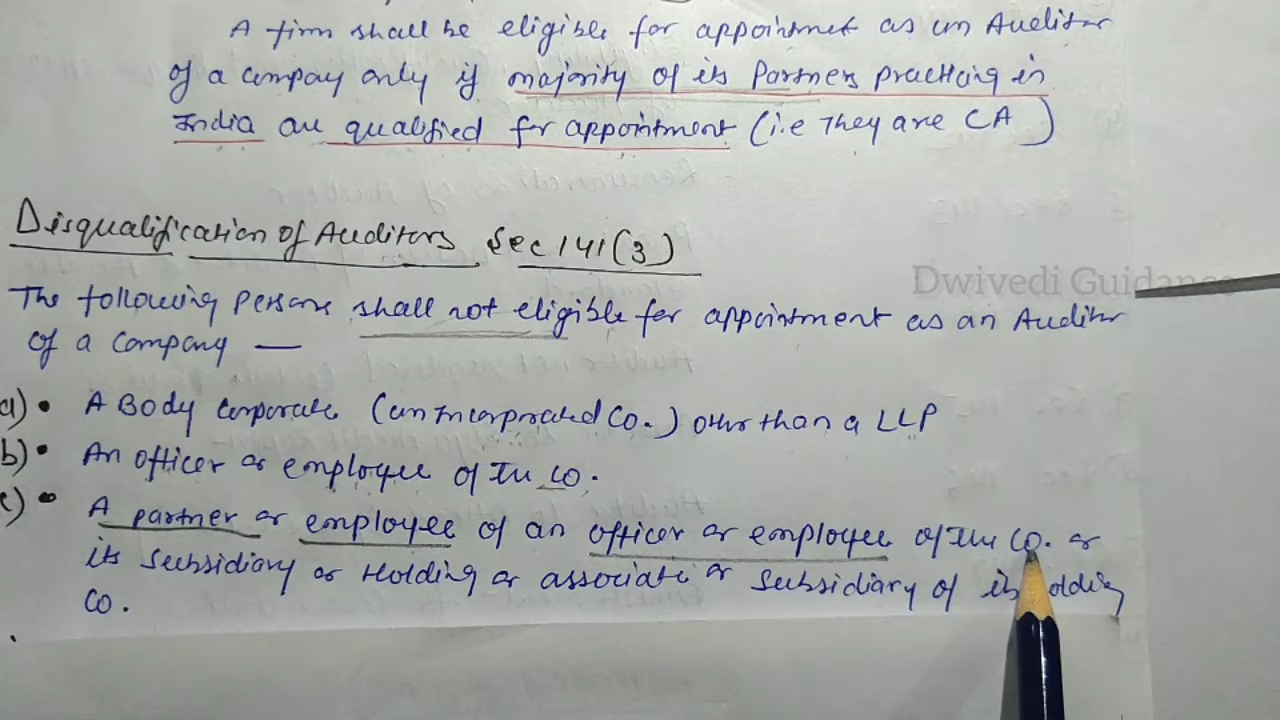 A firm shall be eligible for appointmet as an Auditor
of a Compay only if majority of its Partners practicing in
India are qualified for appointment (i.e They are CA )
Disqualification of Auditors Sec 141(3)
Dwivedi Guidance
The following Persons shall not eligible for appointment as an Auditor
of a Company —
a) • A Body Corporate (an Incorporated Co.) other than a LLP
b) • An officer or employee of The Co.
c) • A partner or employee of an officer or employee of The Co. or
its Subsidiary or Holding or associate or Subsidiary of its olding
Co.